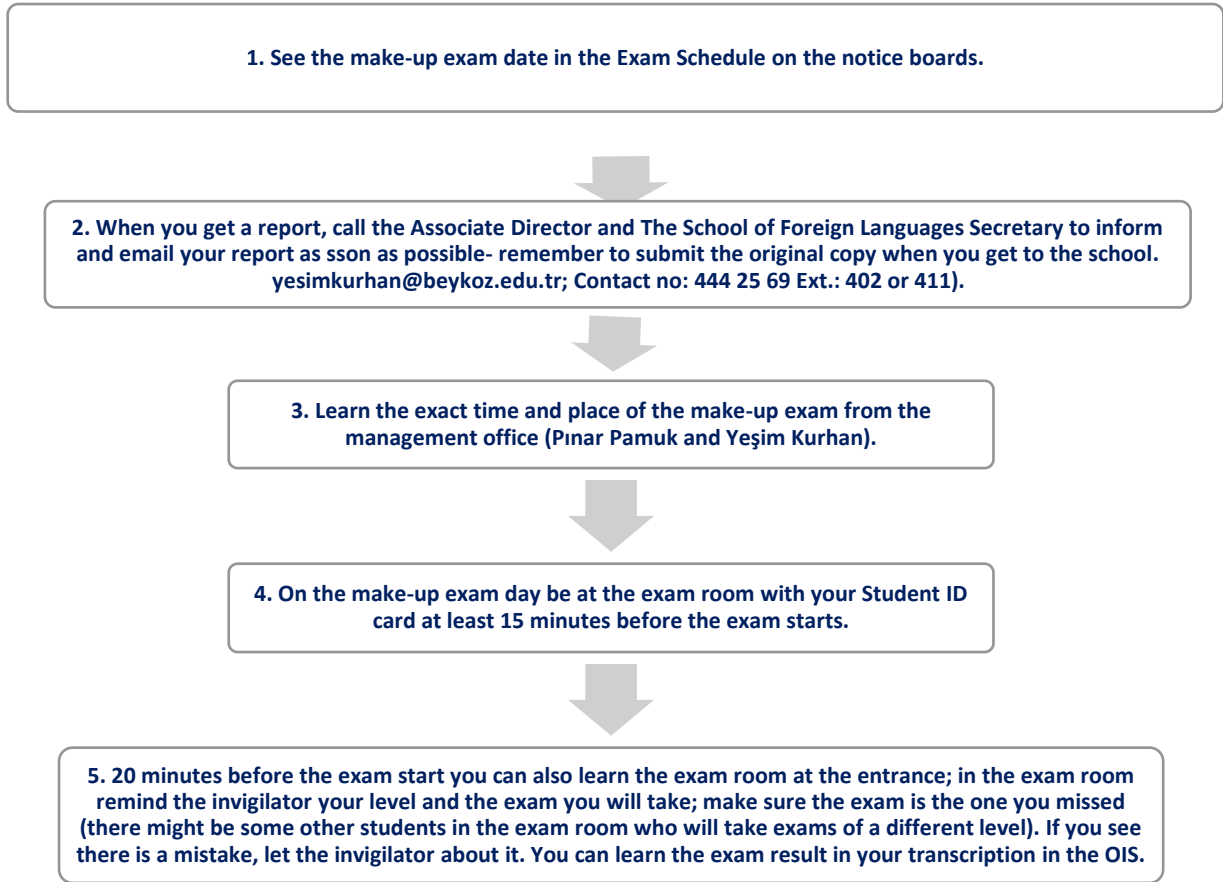 1. See the make-up exam date in the Exam Schedule on the notice boards.
2. When you get a report, call the Associate Director and The School of Foreign Languages Secretary to inform
and email your report as sson as possible- remember to submit the original copy when you get to the school.
yesimkurhan@beykoz.edu.tr; Contact no: 444 25 69 Ext.: 402 or 411).
3. Learn the exact time and place of the make-up exam from the
management office (Pınar Pamuk and Yeşim Kurhan).
4. On the make-up exam day be at the exam room with your Student ID
card at least 15 minutes before the exam starts.
5. 20 minutes before the exam start you can also learn the exam room at the entrance; in the exam room
remind the invigilator your level and the exam you will take; make sure the exam is the one you missed
(there might be some other students in the exam room who will take exams of a different level). If you see
there is a mistake, let the invigilator about it. You can learn the exam result in your transcription in the OIS.